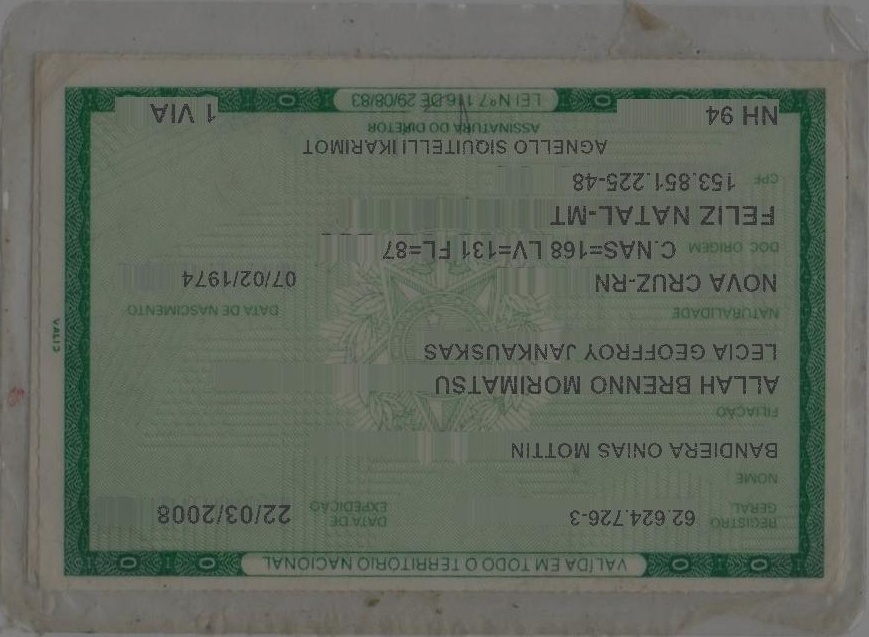 VALIDA EM TODO O TERRITORIO NACIONAL
REGISTRO GERAL 62.624.726-3 DATA DE EXPEDIÇÃO 22/03/2008
NOME
BANDIERA ONIAS MOTTIN
FILIAÇÃO
ALLAH BRENNO MORIMATSU
LECIA GEOFFROY JANKAUSKAS
NATURALIDADE DATA DE NASCIMENTO
NOVA CRUZ-RN 07/02/1974
DOC ORIGEM C.NAS=168 LV=131 FL=87
FELIZ NATAL-MT
CPF 153.851.225-48
AGNELLO SIQUITELLI IKARIMOT
ASSINATURA DO DIRETOR
NH 94 1 VIA
LEI Nº 7.116 DE 29/08/83